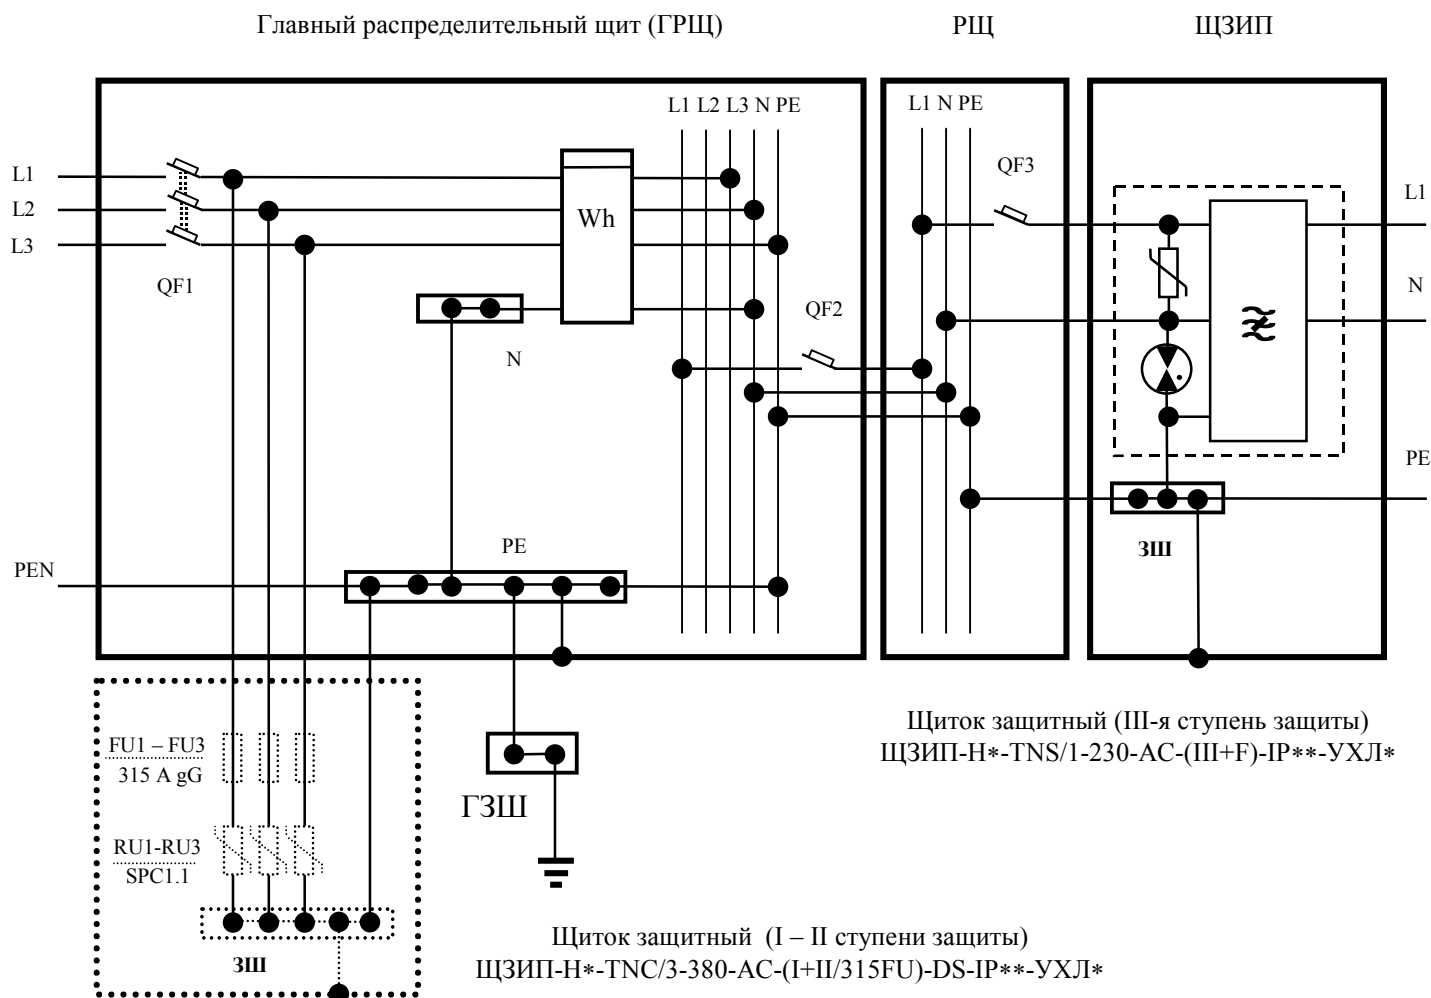 Главный распределительный щит (ГРЩ)
РЩ
ЩЗИП
L1 L2 L3 N PE
L1 N PE
L1
L2
L3
QF1
Wh
N
QF2
QF3
L1
N
PE
ЗШ
PE
PEN
FU1 – FU3
315 A gG
RU1-RU3
SPC1.1
ЗШ
ГЗШ
Щиток защитный (III-я ступень защиты)
ЩЗИП-Н*-TNS/1-230-AC-(III+F)-IP**-УХЛ*
Щиток защитный (I – II ступени защиты)
ЩЗИП-Н*-TNC/3-380-AC-(I+II/315FU)-DS-IP**-УХЛ*